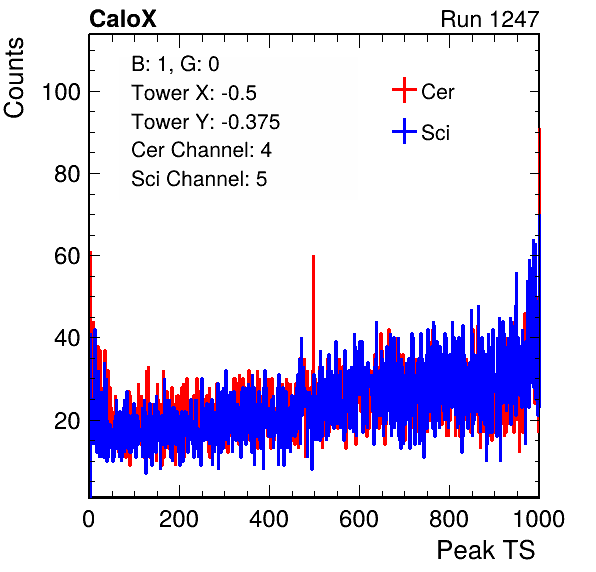 CaloX Run 1247
Counts
B: 1, G: 0
Tower X: -0.5
Tower Y: -0.375
Cer Channel: 4
Sci Channel: 5
Cer
Sci
100
80
60
40
20
0 200 400 600 800 1000
Peak TS